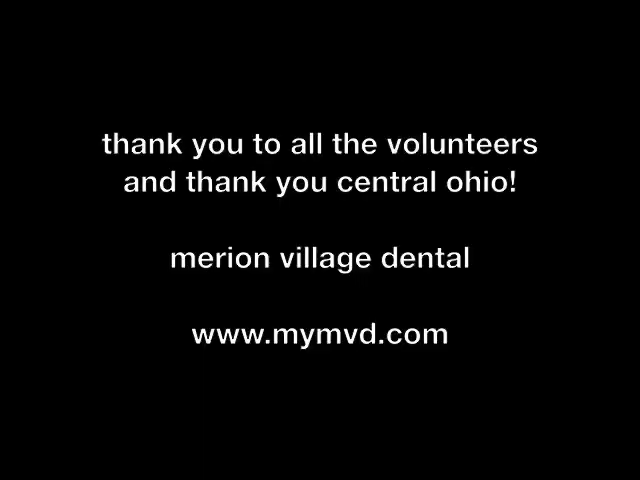 thank you to all the volunteers
and thank you central ohio!
merion village dental
www.mymvd.com